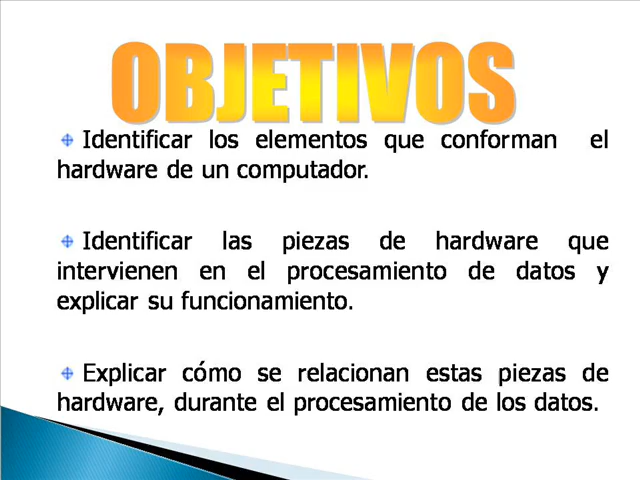 OBJETIVOS
Identificar los elementos que conforman el
hardware de un computador.
Identificar las piezas de hardware que
intervienen en el procesamiento de datos y
explicar su funcionamiento.
Explicar cómo se relacionan estas piezas de
hardware, durante el procesamiento de los datos.